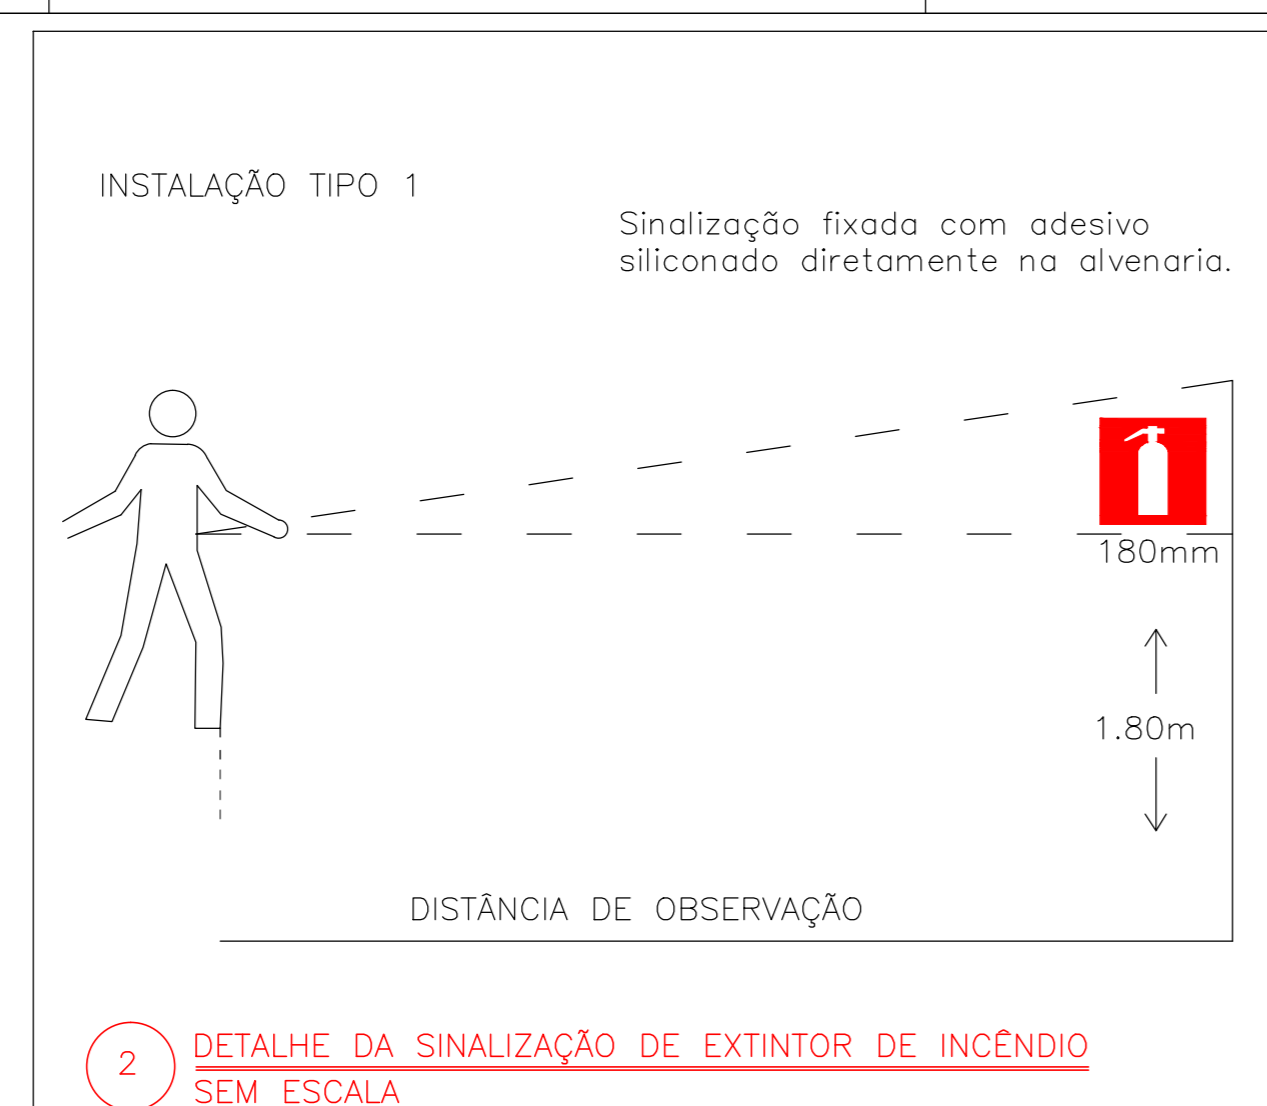 INSTALAÇÃO TIPO 1
Sinalização fixada com adesivo
siliconado diretamente na alvenaria.
180mm
1.80m
DISTÂNCIA DE OBSERVAÇÃO
2
DETALHE DA SINALIZAÇÃO DE EXTINTOR DE INCÊNDIO
SEM ESCALA